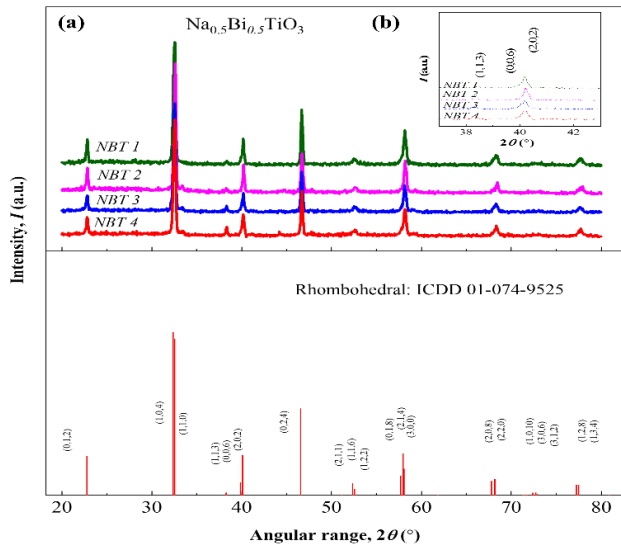 (a)
Na0.5Bi0.5TiO3
(b)
I (a.u.)
(1,1,3)
(0,0,6)
(2,0,2)
NBT 1
NBT 2
NBT 3
NBT 4
38
40
42
2θ (°)
NBT 1
NBT 2
NBT 3
NBT 4
Intensity, I (a.u.)
Rhombohedral: ICDD 01-074-9525
(0,1,2)
(1,0,4)
(1,1,0)
(1,1,3)
(0,0,6)
(2,0,2)
(0,2,4)
(2,1,1)
(1,1,6)
(1,2,2)
(0,1,8)
(2,1,4)
(3,0,0)
(2,0,8)
(2,2,0)
(1,0,10)
(3,0,6)
(3,1,2)
(1,2,8)
(1,3,4)
20 30 40 50 60 70 80
Angular range, 2θ (°)